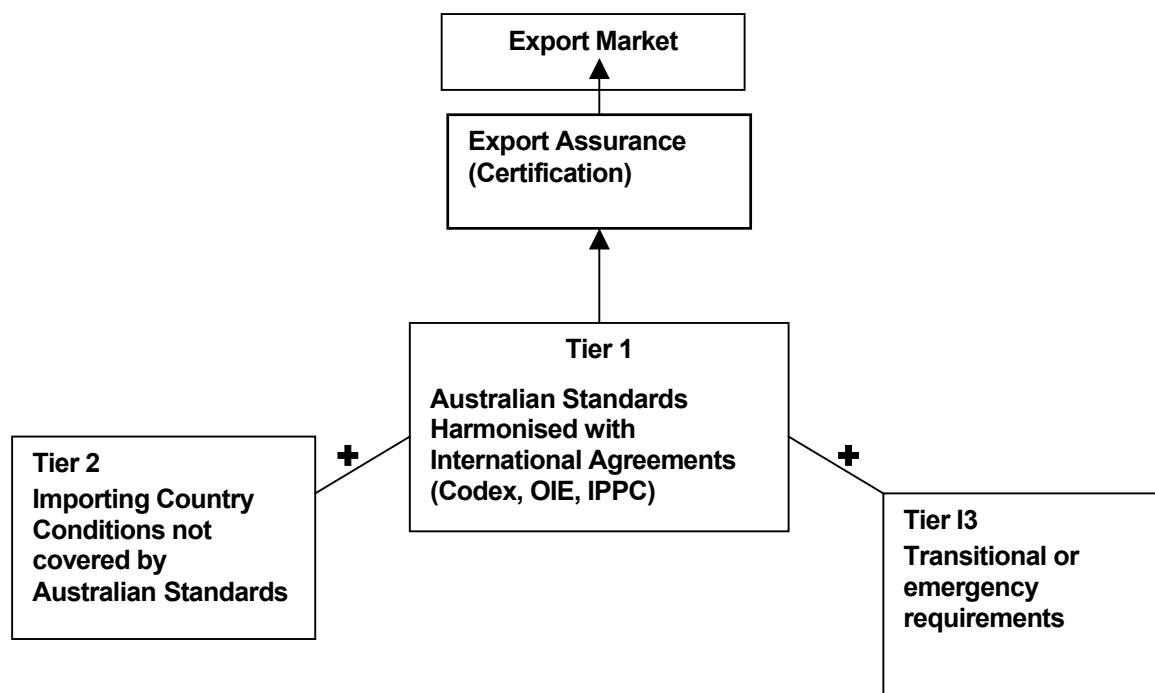 Export Market
Export Assurance
(Certification)
Tier 1
Australian Standards
Harmonised with
International Agreements
(Codex, OIE, IPPC)
Tier 2
Importing Country
Conditions not
covered by
Australian Standards
Tier I3
Transitional or
emergency
requirements